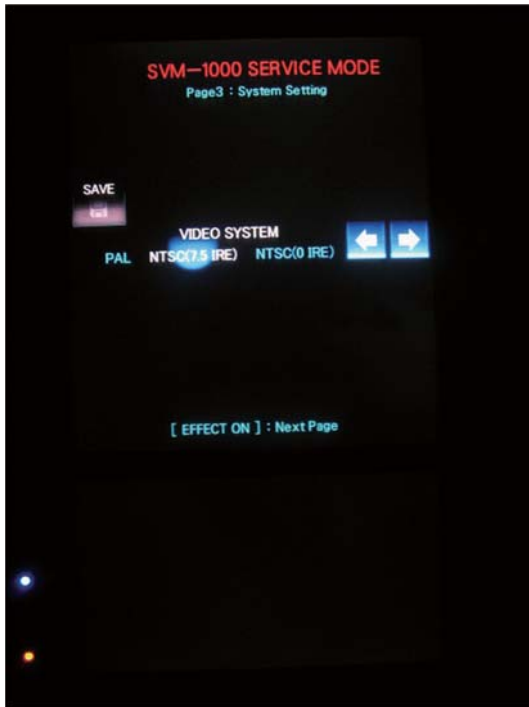 SVM-1000 SERVICE MODE
Page3 : System Setting
SAVE
VIDEO SYSTEM
PAL NTSC(7.5 IRE) NTSC(0 IRE)
[ EFFECT ON ] : Next Page